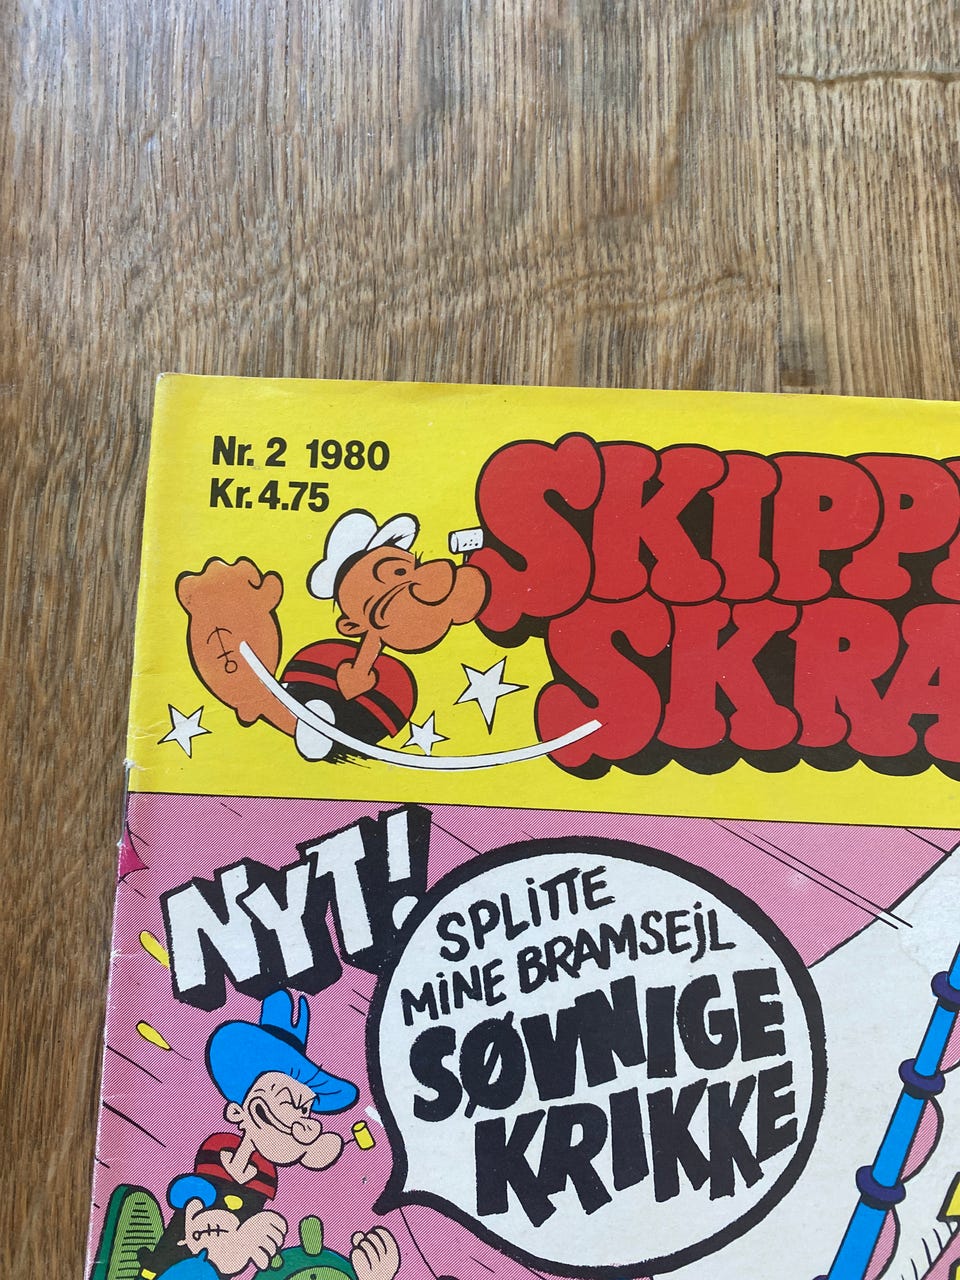 Nr. 2 1980
Kr. 4.75
SKIPP
SKRA
NYT!
SPLITTE
MINE BRAMSEJL
SØVNIGE
KRIKKE